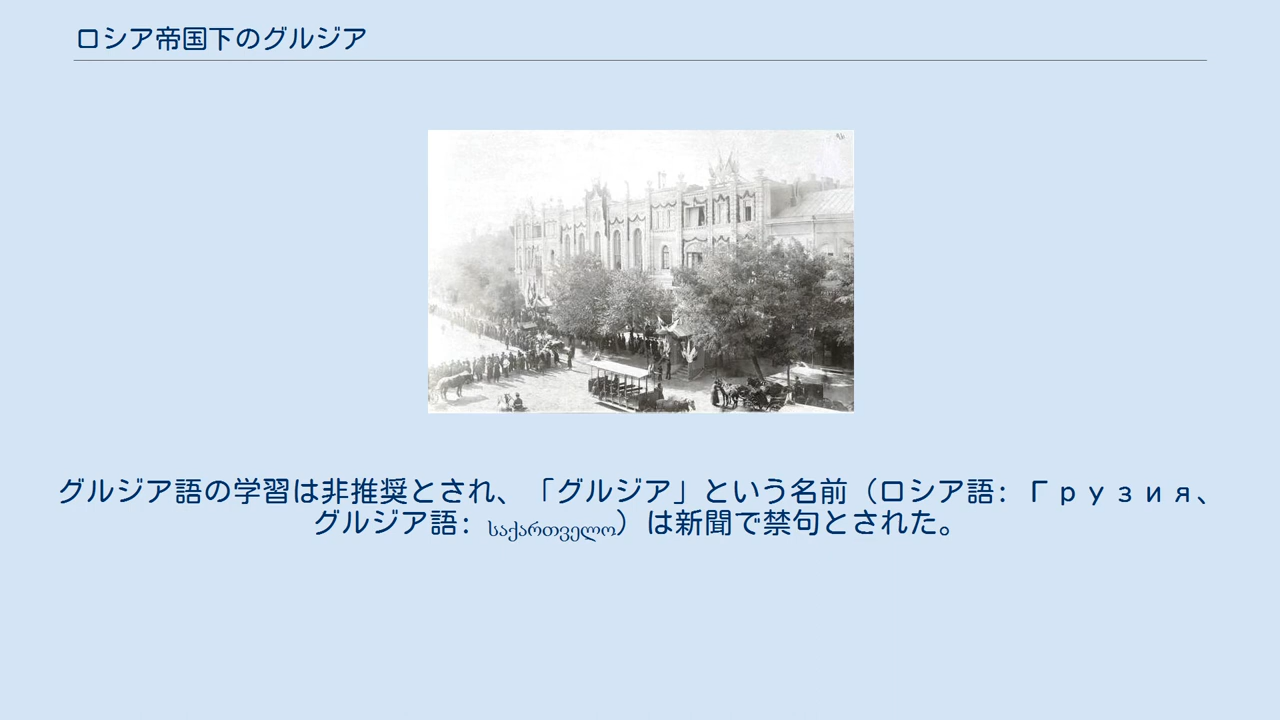 ロシア帝国下のグルジア
グルジア語の学習は非推奨とされ、「グルジア」という名前（ロシア語：Грузия、
グルジア語：საქართველო）は新聞で禁句とされた。